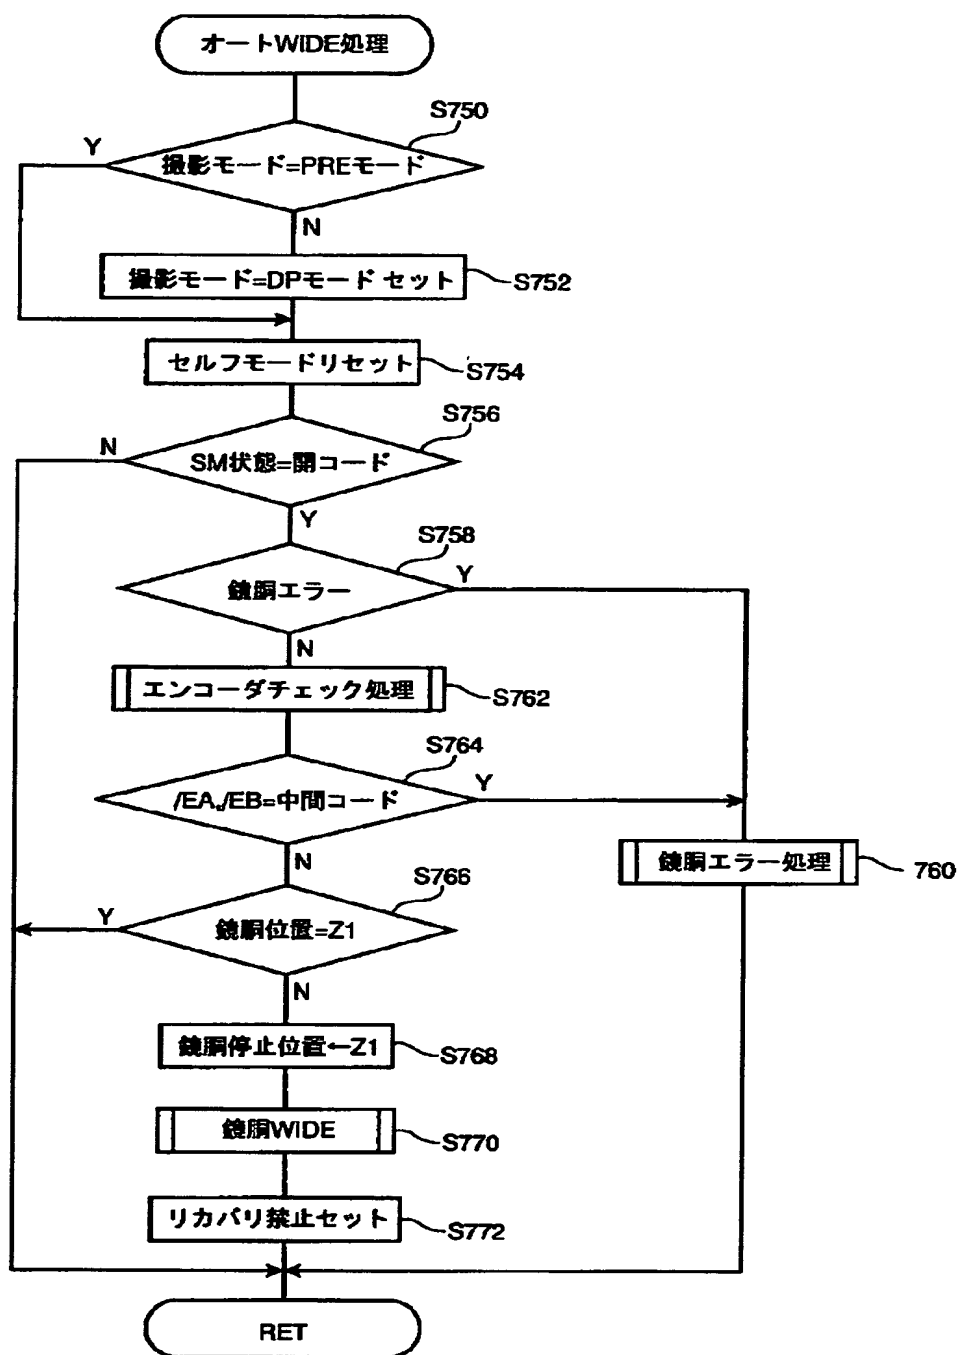 オートWIDE処理
S750
Y
撮影モード=PREモード
N
撮影モード=DPモード セット
S752
セルフモードリセット
S754
S756
N
SM状態=開コード
Y
S758
鏡胴エラー
Y
N
エンコーダチェック処理
S762
S764
/EA,/EB=中間コード
Y
N
鏡胴エラー処理
760
S766
Y
鏡胴位置=Z1
N
鏡胴停止位置←Z1
S768
鏡胴WIDE
S770
リカバリ禁止セット
S772
RET